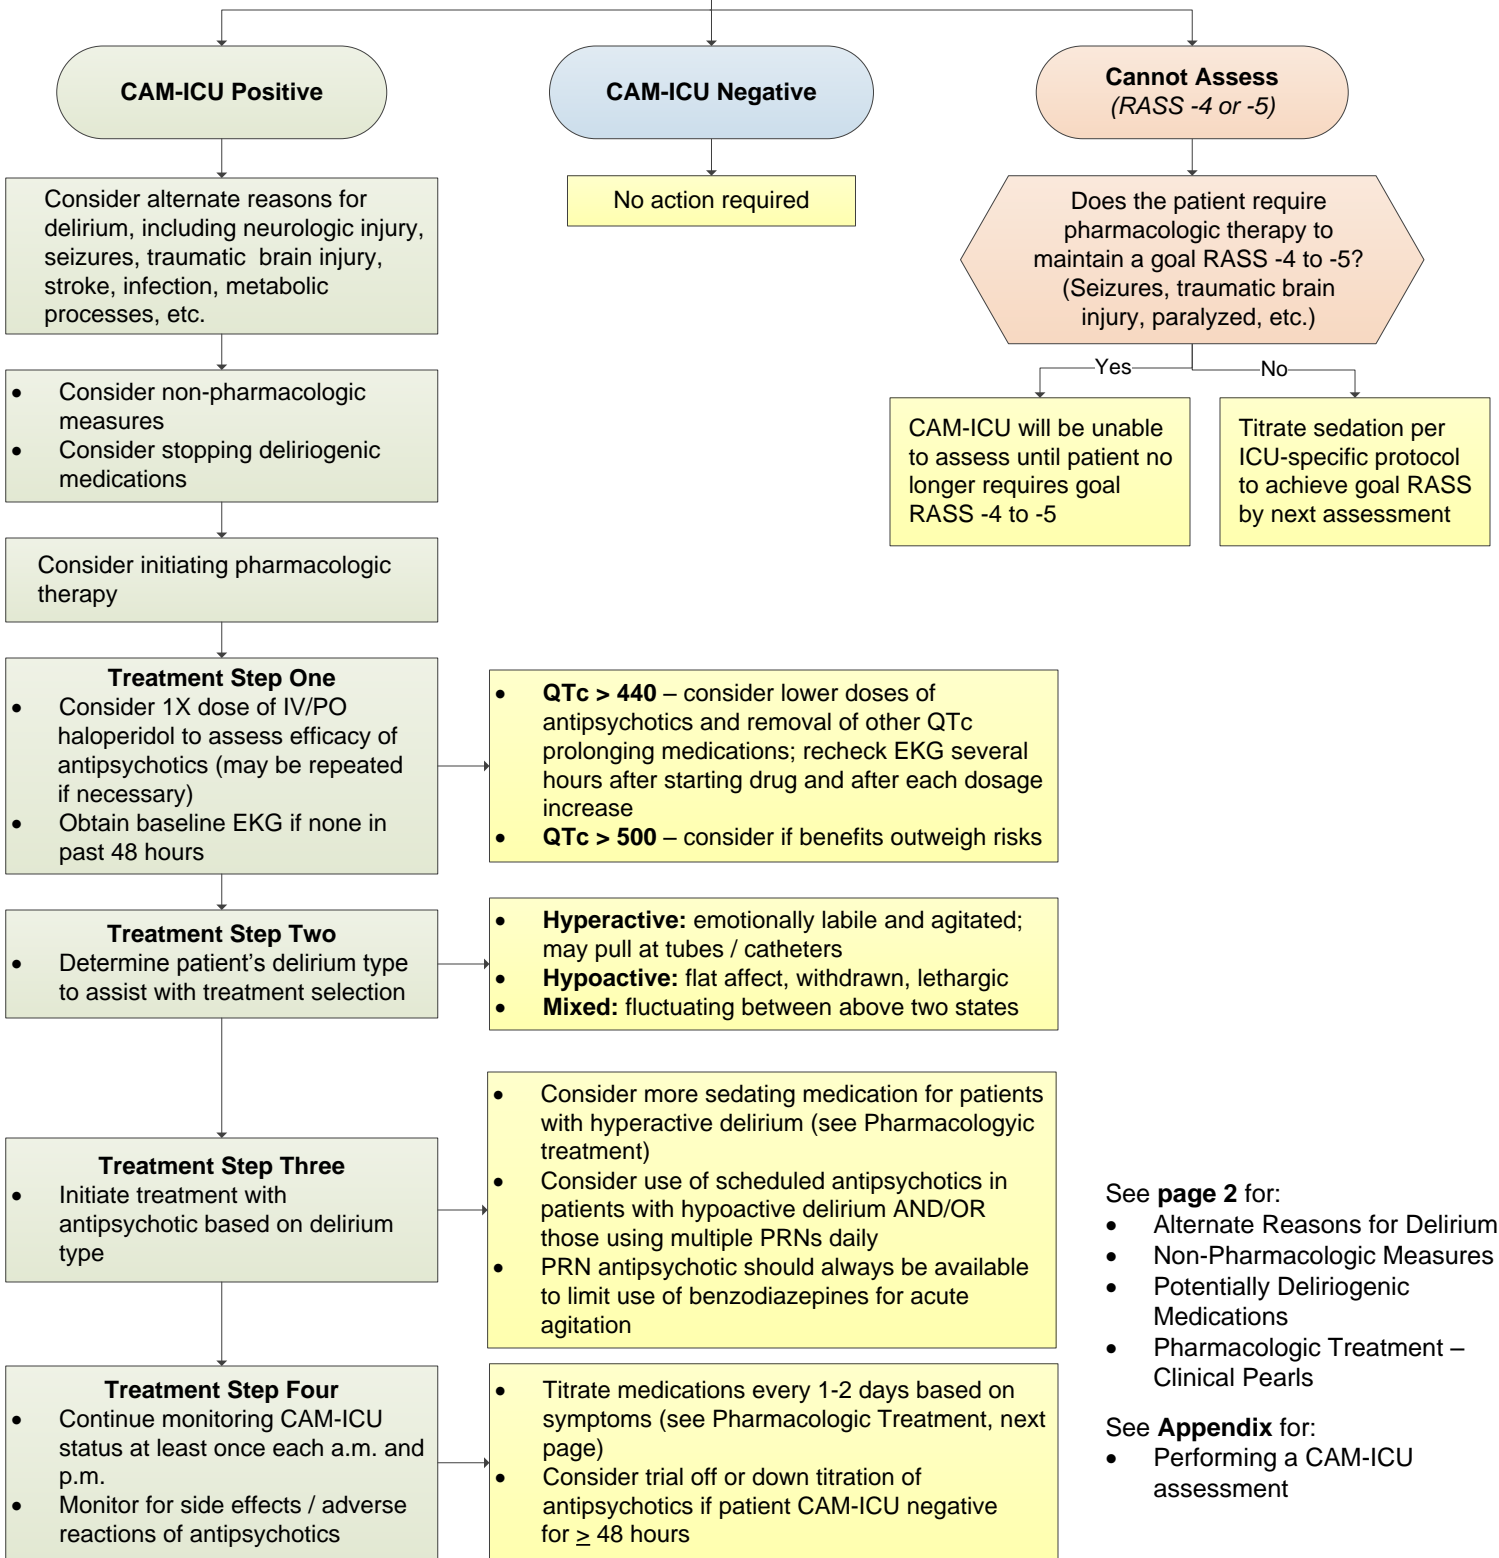 CAM-ICU Positive
CAM-ICU Negative
Cannot Assess
(RASS -4 or -5)
Consider alternate reasons for
delirium, including neurologic injury,
seizures, traumatic brain injury,
stroke, infection, metabolic
processes, etc.
No action required
Does the patient require
pharmacologic therapy to
maintain a goal RASS -4 to -5?
(Seizures, traumatic brain
injury, paralyzed, etc.)
Yes
No
• Consider non-pharmacologic
measures
• Consider stopping deliriogenic
medications
CAM-ICU will be unable
to assess until patient no
longer requires goal
RASS -4 to -5
Titrate sedation per
ICU-specific protocol
to achieve goal RASS
by next assessment
Consider initiating pharmacologic
therapy
Treatment Step One
• Consider 1X dose of IV/PO
haloperidol to assess efficacy of
antipsychotics (may be repeated
if necessary)
• Obtain baseline EKG if none in
past 48 hours
• QTc > 440 – consider lower doses of
antipsychotics and removal of other QTc
prolonging medications; recheck EKG several
hours after starting drug and after each dosage
increase
• QTc > 500 – consider if benefits outweigh risks
Treatment Step Two
• Determine patient’s delirium type
to assist with treatment selection
• Hyperactive: emotionally labile and agitated;
may pull at tubes / catheters
• Hypoactive: flat affect, withdrawn, lethargic
• Mixed: fluctuating between above two states
Treatment Step Three
• Initiate treatment with
antipsychotic based on delirium
type
• Consider more sedating medication for patients
with hyperactive delirium (see Pharmacologyic
treatment)
• Consider use of scheduled antipsychotics in
patients with hypoactive delirium AND/OR
those using multiple PRNs daily
• PRN antipsychotic should always be available
to limit use of benzodiazepines for acute
agitation
Treatment Step Four
• Continue monitoring CAM-ICU
status at least once each a.m. and
p.m.
• Monitor for side effects / adverse
reactions of antipsychotics
• Titrate medications every 1-2 days based on
symptoms (see Pharmacologic Treatment, next
page)
• Consider trial off or down titration of
antipsychotics if patient CAM-ICU negative
for ≥ 48 hours
See page 2 for:
• Alternate Reasons for Delirium
• Non-Pharmacologic Measures
• Potentially Deliriogenic
Medications
• Pharmacologic Treatment –
Clinical Pearls
See Appendix for:
• Performing a CAM-ICU
assessment